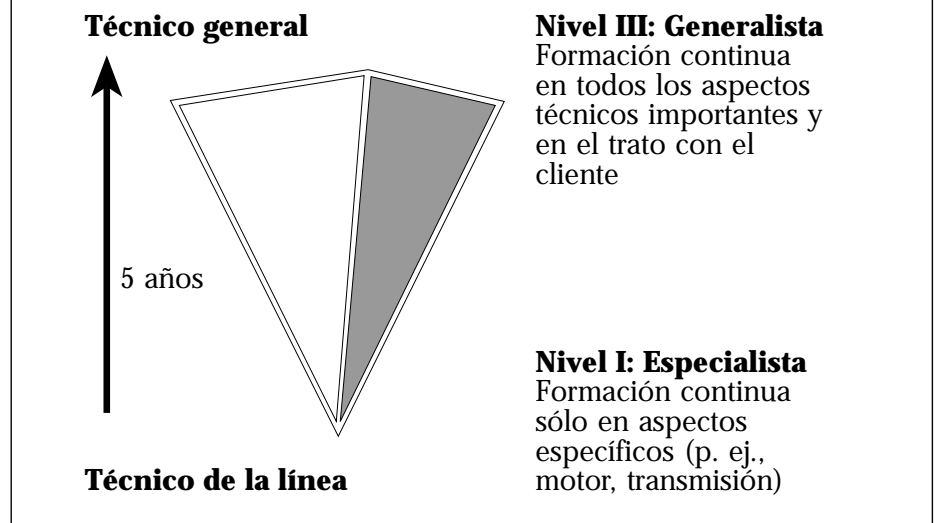 Técnico general
5 años
Técnico de la línea
Nivel III: Generalista
Formación continua
en todos los aspectos
técnicos importantes y
en el trato con el
cliente
Nivel I: Especialista
Formación continua
sólo en aspectos
específicos (p. ej.,
motor, transmisión)